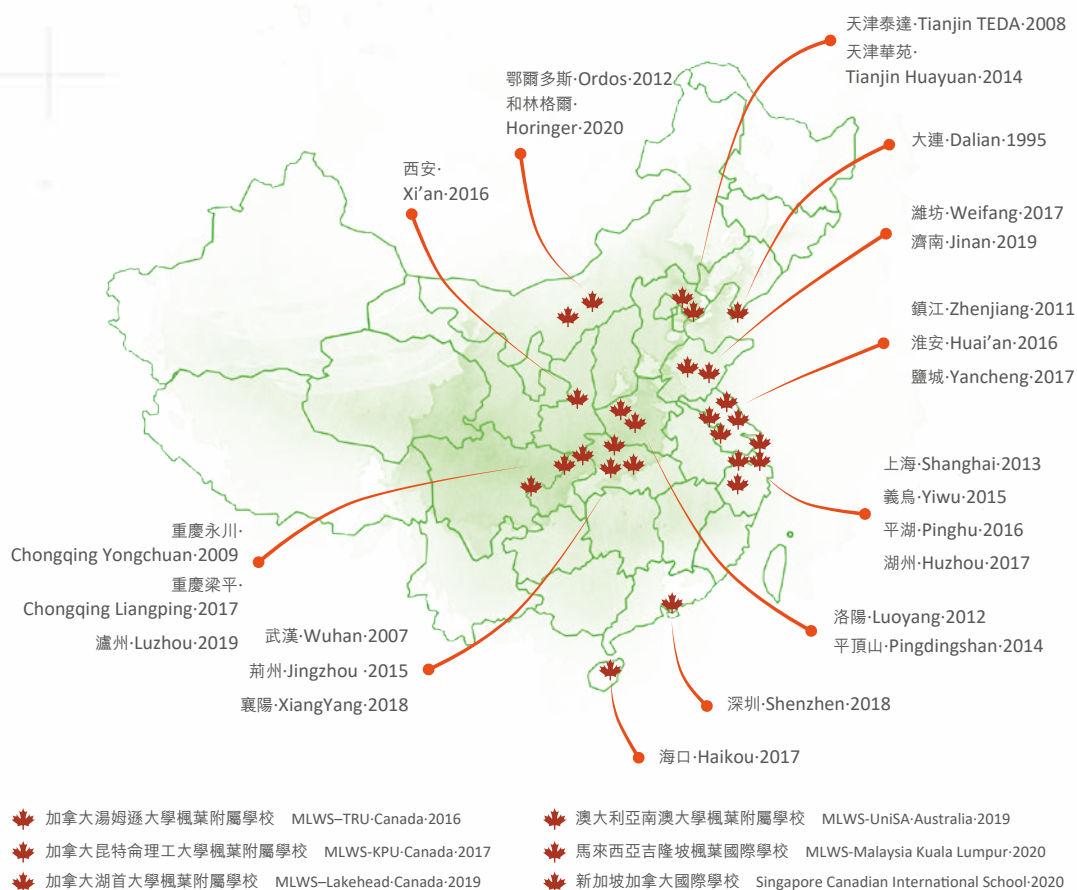 天津泰達·Tianjin TEDA·2008
天津華苑·
Tianjin Huayuan·2014
鄂爾多斯·Ordos·2012
和林格爾·
Horinger·2020
大連·Dalian·1995
西安·
Xi'an·2016
濰坊·Weifang·2017
濟南·Jinan·2019
鎮江·Zhenjiang·2011
淮安·Huai'an·2016
鹽城·Yancheng·2017
上海·Shanghai·2013
義烏·Yiwu·2015
平湖·Pinghu·2016
湖州·Huzhou·2017
重慶永川·
Chongqing Yongchuan·2009
重慶梁平·
Chongqing Liangping·2017
瀘州·Luzhou·2019
武漢·Wuhan·2007
荊州·Jingzhou·2015
襄陽·XiangYang·2018
洛陽·Luoyang·2012
平頂山·Pingdingshan·2014
深圳·Shenzhen·2018
海口·Haikou·2017
加拿大湯姆遜大學楓葉附屬學校 MLWS–TRU·Canada·2016
加拿大昆特侖理工大學楓葉附屬學校 MLWS-KPU·Canada·2017
加拿大湖首大學楓葉附屬學校 MLWS–Lakehead·Canada·2019
澳大利亞南澳大學楓葉附屬學校 MLWS-UniSA·Australia·2019
馬來西亞吉隆坡楓葉國際學校 MLWS-Malaysia Kuala Lumpur·2020
新加坡加拿大國際學校 Singapore Canadian International School·2020